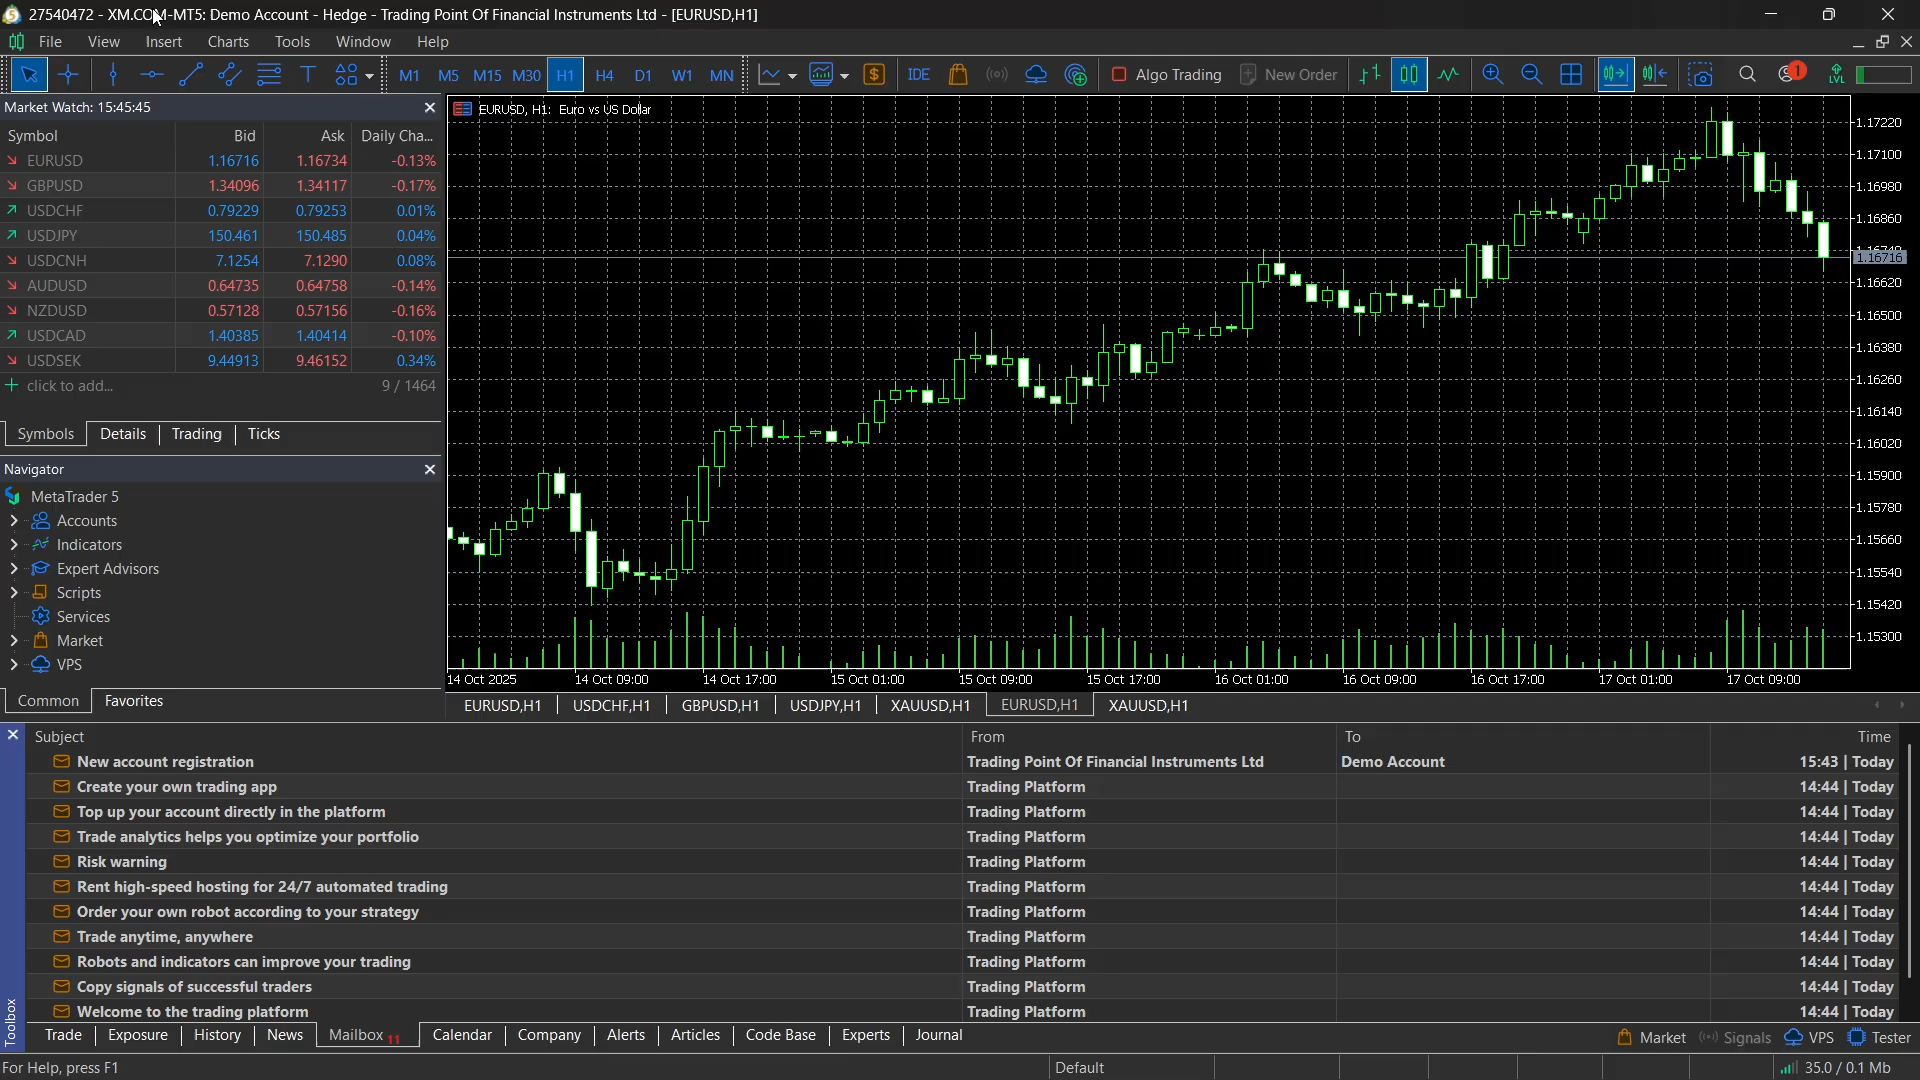 27540472 - XM.COM-MT5: Demo Account - Hedge - Trading Point Of Financial Instruments Ltd - [EURUSD,H1]
File View Insert Charts Tools Window Help
M1 M5 M15 M30 H1 H4 D1 W1 MN IDE Algo Trading New Order 1 LVL
Market Watch: 15:45:45
Symbol Bid Ask Daily Cha...
EURUSD 1.16716 1.16734 -0.13%
GBPUSD 1.34096 1.34117 -0.17%
USDCHF 0.79229 0.79253 0.01%
USDJPY 150.461 150.485 0.04%
USDCNH 7.1254 7.1290 0.08%
AUDUSD 0.64735 0.64758 -0.14%
NZDUSD 0.57128 0.57156 -0.16%
USDCAD 1.40385 1.40414 -0.10%
USDSEK 9.44913 9.46152 0.34%
click to add... 9 / 1464
Symbols Details Trading Ticks
Navigator
MetaTrader 5
Accounts
Indicators
Expert Advisors
Scripts
Services
Market
VPS
Common Favorites
EURUSD, H1: Euro vs US Dollar
1.17220
1.17100
1.16980
1.16860
1.16740
1.16716
1.16620
1.16500
1.16380
1.16260
1.16140
1.16020
1.15900
1.15780
1.15660
1.15540
1.15420
1.15300
14 Oct 2025 14 Oct 09:00 14 Oct 17:00 15 Oct 01:00 15 Oct 09:00 15 Oct 17:00 16 Oct 01:00 16 Oct 09:00 16 Oct 17:00 17 Oct 01:00 17 Oct 09:00
EURUSD,H1 USDCHF,H1 GBPUSD,H1 USDJPY,H1 XAUUSD,H1 EURUSD,H1 XAUUSD,H1
Subject From To Time
New account registration Trading Point Of Financial Instruments Ltd Demo Account 15:43 | Today
Create your own trading app Trading Platform 14:44 | Today
Top up your account directly in the platform Trading Platform 14:44 | Today
Trade analytics helps you optimize your portfolio Trading Platform 14:44 | Today
Risk warning Trading Platform 14:44 | Today
Rent high-speed hosting for 24/7 automated trading Trading Platform 14:44 | Today
Order your own robot according to your strategy Trading Platform 14:44 | Today
Trade anytime, anywhere Trading Platform 14:44 | Today
Robots and indicators can improve your trading Trading Platform 14:44 | Today
Copy signals of successful traders Trading Platform 14:44 | Today
Welcome to the trading platform Trading Platform 14:44 | Today
Toolbox
Trade Exposure History News Mailbox 11 Calendar Company Alerts Articles Code Base Experts Journal Market Signals VPS Tester
For Help, press F1 Default 35.0 / 0.1 Mb